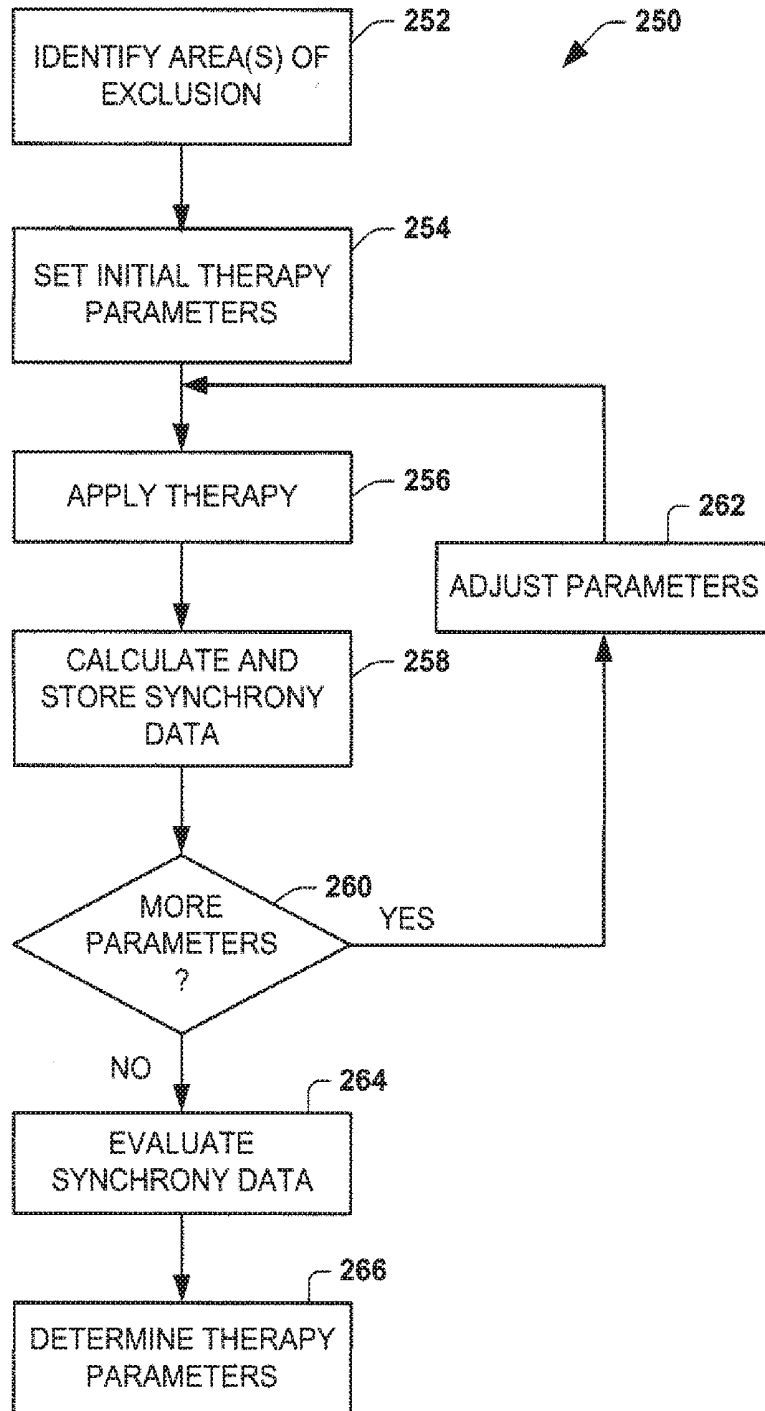 252
250
IDENTIFY AREA(S) OF
EXCLUSION
254
SET INITIAL THERAPY
PARAMETERS
APPLY THERAPY
256
262
ADJUST PARAMETERS
CALCULATE AND
STORE SYNCHRONY
DATA
258
260
MORE
PARAMETERS
?
YES
NO
264
EVALUATE
SYNCHRONY DATA
266
DETERMINE THERAPY
PARAMETERS